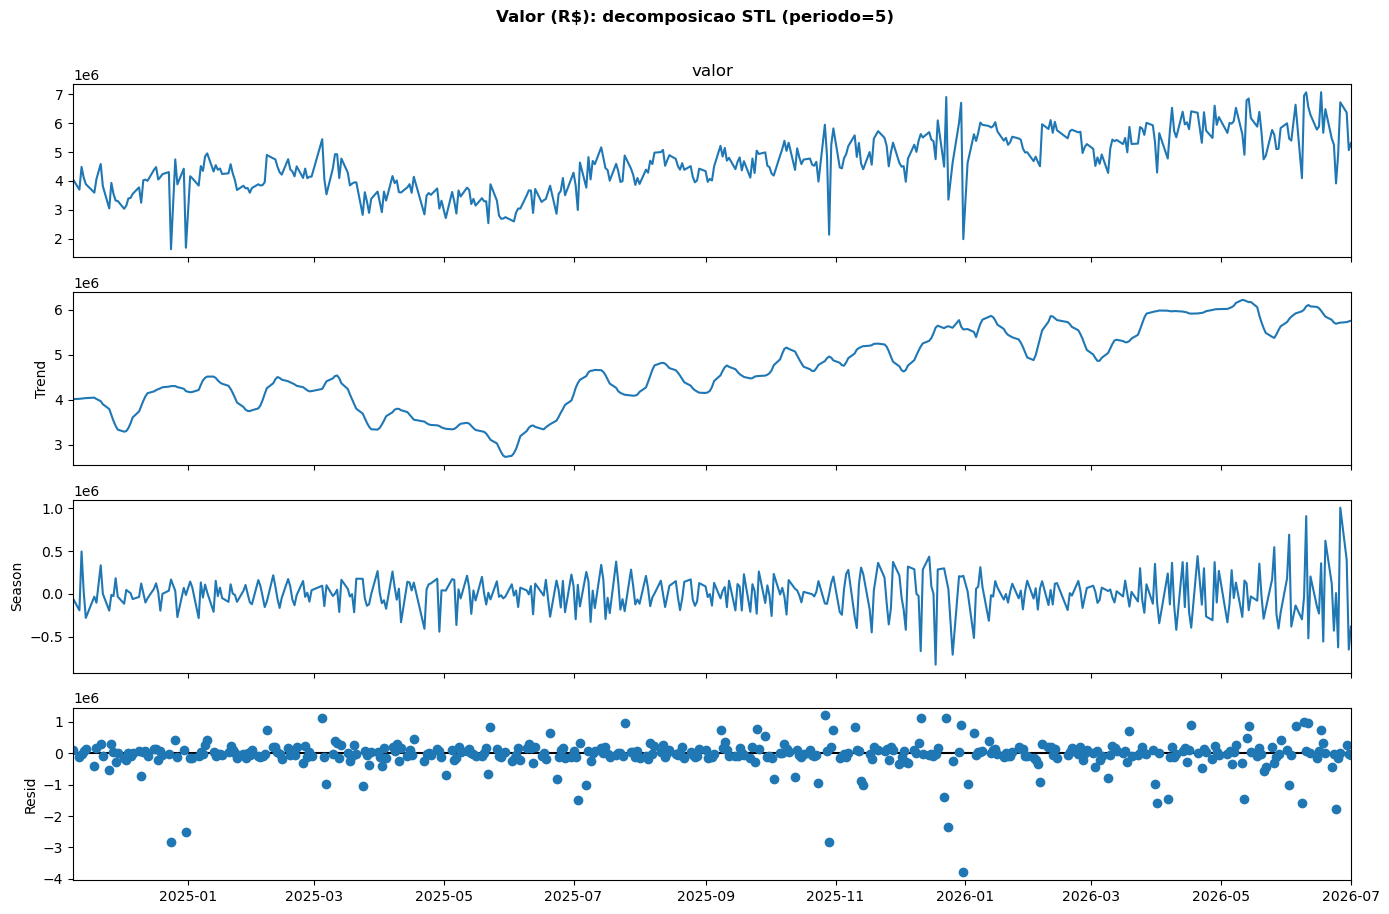 Valor (R$): decomposicao STL (periodo=5)
valor
1e6
7
6
5
4
3
2
1e6
Trend
6
5
4
3
1e6
Season
1.0
0.5
0.0
−0.5
1e6
Resid
1
0
−1
−2
−3
−4
2025-01 2025-03 2025-05 2025-07 2025-09 2025-11 2026-01 2026-03 2026-05 2026-07